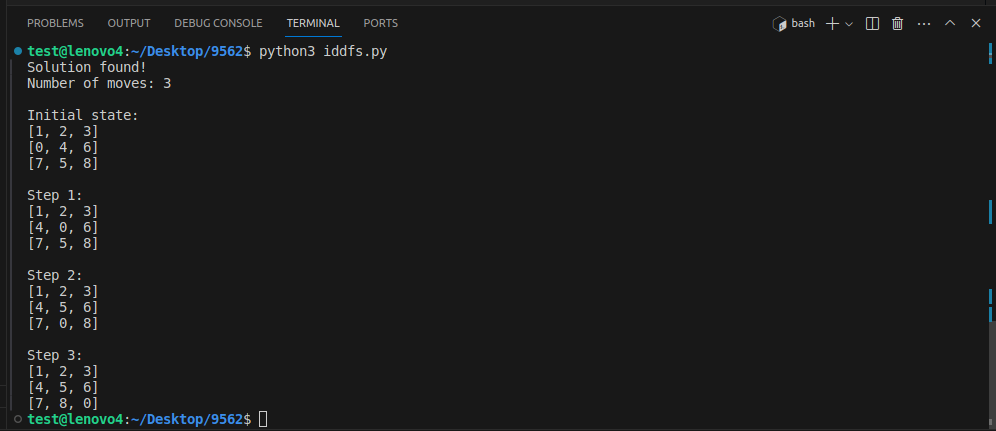 PROBLEMS OUTPUT DEBUG CONSOLE TERMINAL PORTS bash
test@lenovo4:~/Desktop/9562$ python3 iddfs.py
Solution found!
Number of moves: 3
Initial state:
[1, 2, 3]
[0, 4, 6]
[7, 5, 8]
Step 1:
[1, 2, 3]
[4, 0, 6]
[7, 5, 8]
Step 2:
[1, 2, 3]
[4, 5, 6]
[7, 0, 8]
Step 3:
[1, 2, 3]
[4, 5, 6]
[7, 8, 0]
test@lenovo4:~/Desktop/9562$